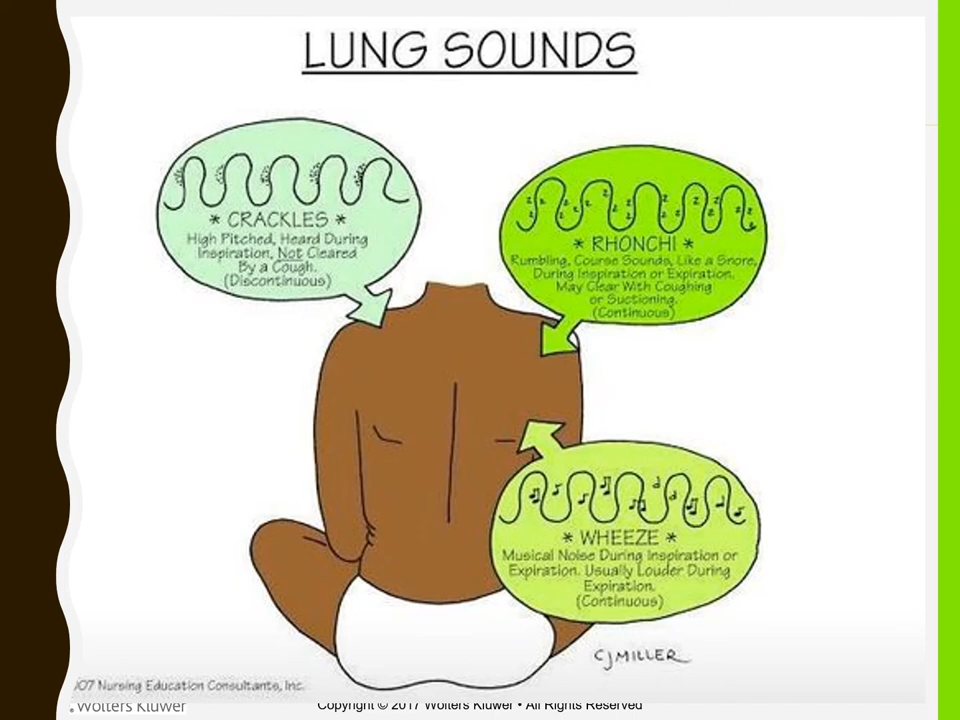 LUNG SOUNDS
* CRACKLES *
High Pitched, Heard During
Inspiration, Not Cleared
By a Cough.
(Discontinuous)
* RHONCHI *
Rumbling, Course Sounds, Like a Snore,
During Inspiration or Expiration.
May Clear With Coughing
or Suctioning.
(Continuous)
* WHEEZE *
Musical Noise During Inspiration or
Expiration. Usually Louder During
Expiration.
(Continuous)
CJMILLER
07 Nursing Education Consultants, Inc.
Wolters Kluwer
Copyright © 2017 Wolters Kluwer • All Rights Reserved